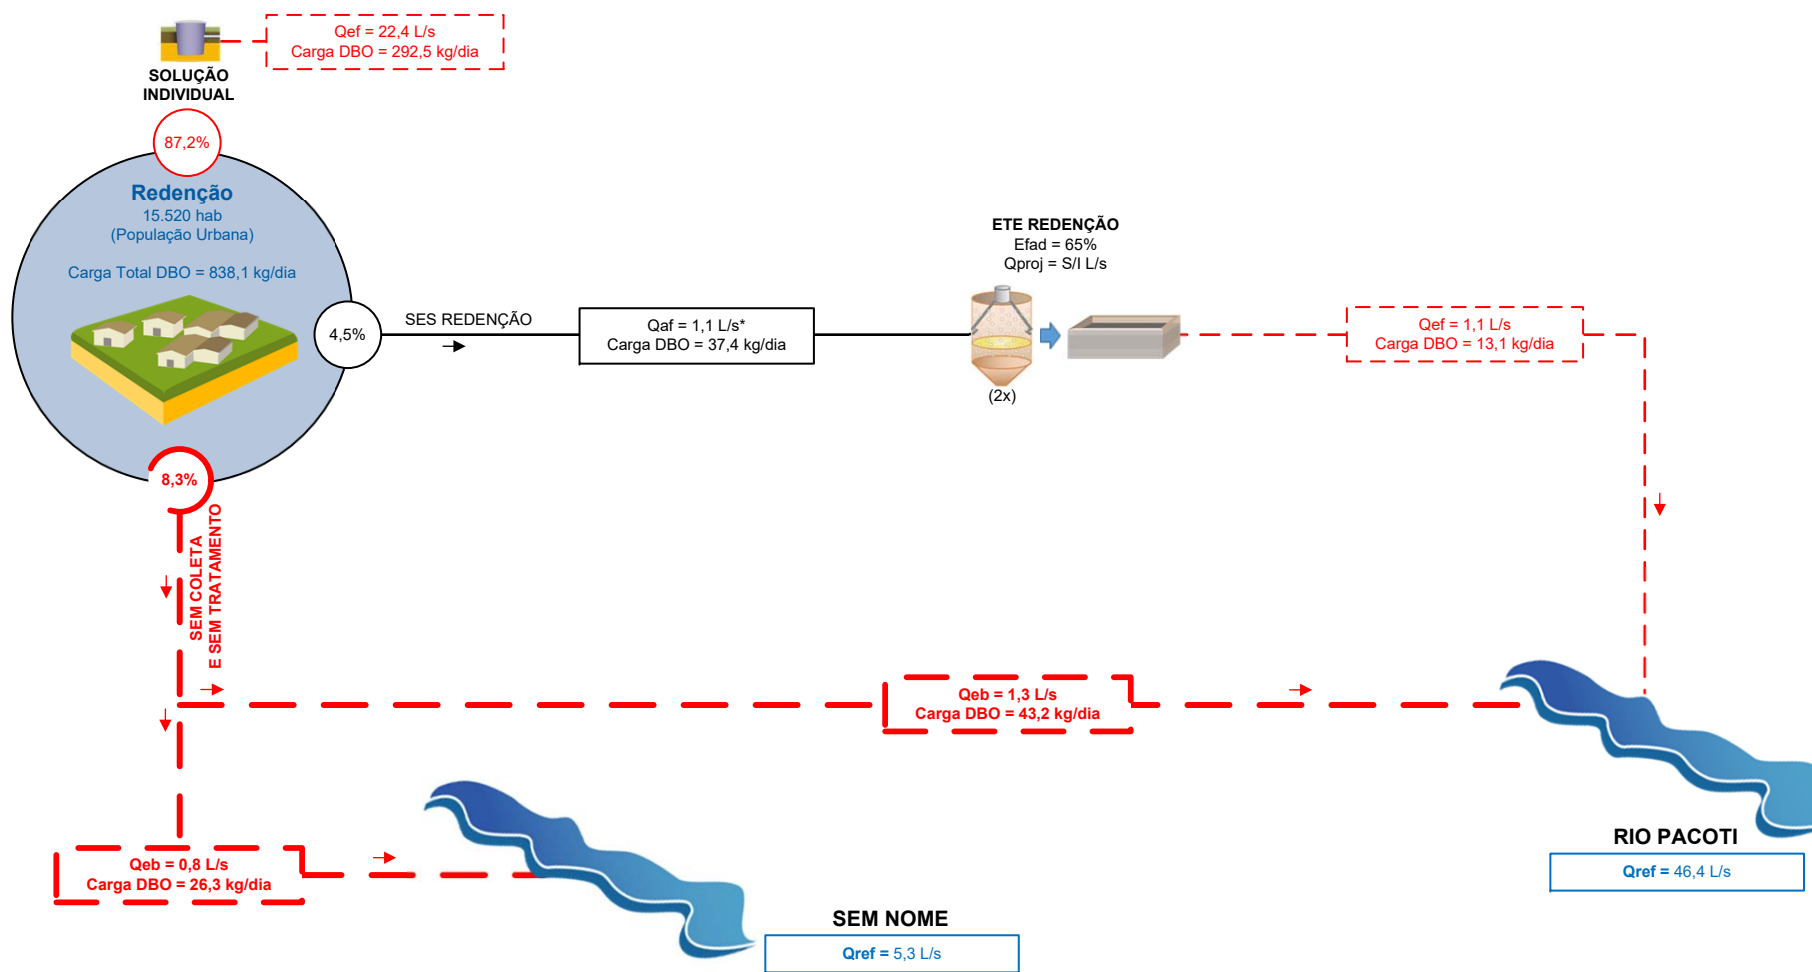 Qef = 22,4 L/s
Carga DBO = 292,5 kg/dia
SOLUÇÃO
INDIVIDUAL
87,2%
Redenção
15.520 hab
(População Urbana)
Carga Total DBO = 838,1 kg/dia
4,5%
SES REDENÇÃO
Qaf = 1,1 L/s*
Carga DBO = 37,4 kg/dia
ETE REDENÇÃO
Efad = 65%
Qproj = S/I L/s
(2x)
Qef = 1,1 L/s
Carga DBO = 13,1 kg/dia
8,3%
SEM COLETA
E SEM TRATAMENTO
Qeb = 1,3 L/s
Carga DBO = 43,2 kg/dia
RIO PACOTI
Qref = 46,4 L/s
Qeb = 0,8 L/s
Carga DBO = 26,3 kg/dia
SEM NOME
Qref = 5,3 L/s